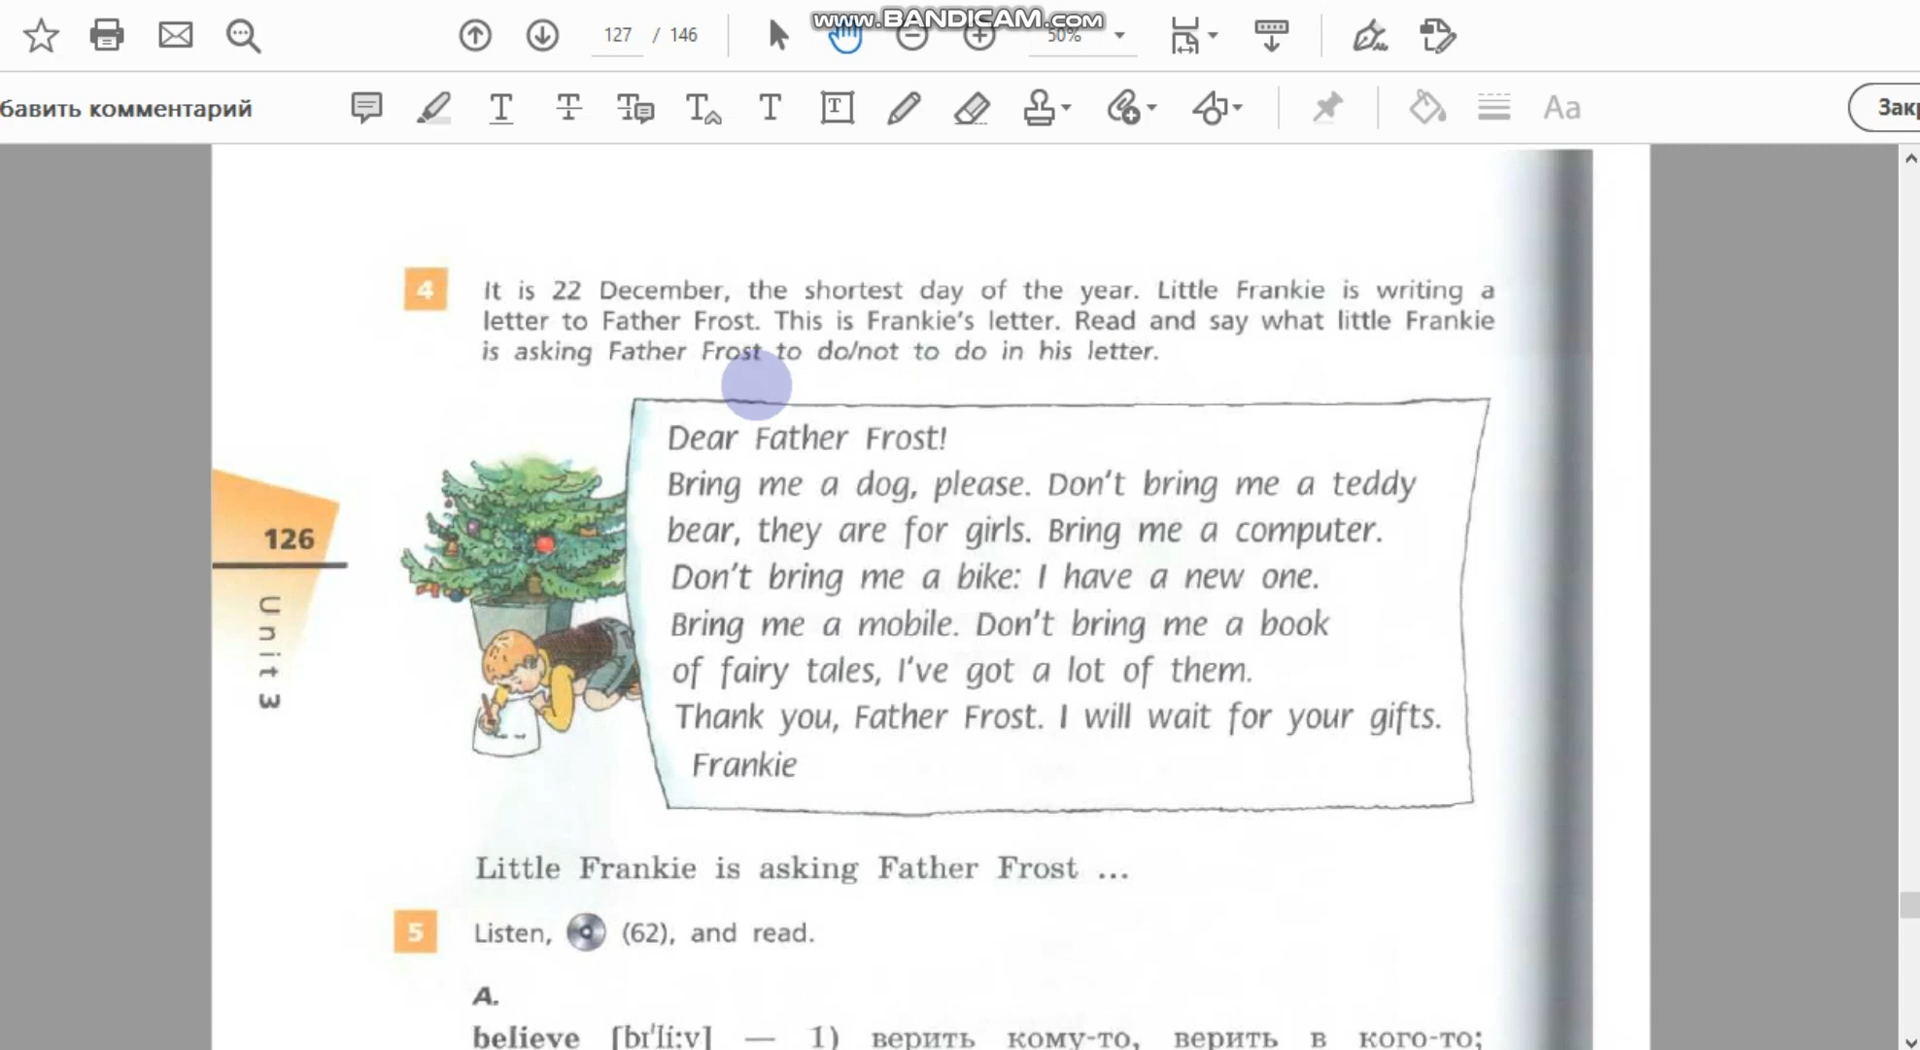 www.BANDICAM.com
127 / 146
50%
бавить комментарий
Aa
4
It is 22 December, the shortest day of the year. Little Frankie is writing a
letter to Father Frost. This is Frankie's letter. Read and say what little Frankie
is asking Father Frost to do/not to do in his letter.
Dear Father Frost!
Bring me a dog, please. Don't bring me a teddy
bear, they are for girls. Bring me a computer.
Don't bring me a bike: I have a new one.
Bring me a mobile. Don't bring me a book
of fairy tales, I've got a lot of them.
Thank you, Father Frost. I will wait for your gifts.
Frankie
126
Unit 3
Little Frankie is asking Father Frost ...
5
Listen, (62), and read.
A.
believe [bɪˈliːv] — 1) верить кому-то, верить в кого-то;